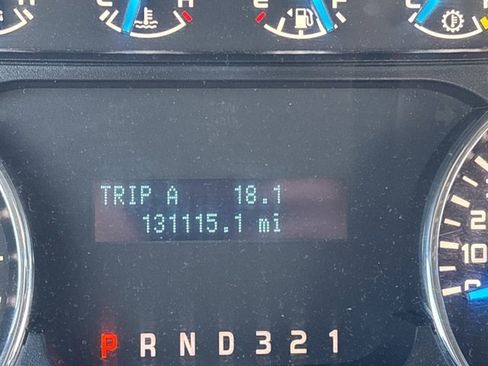 E F
TRIP A 18.1
131115.1 mi
P R N D 3 2 1